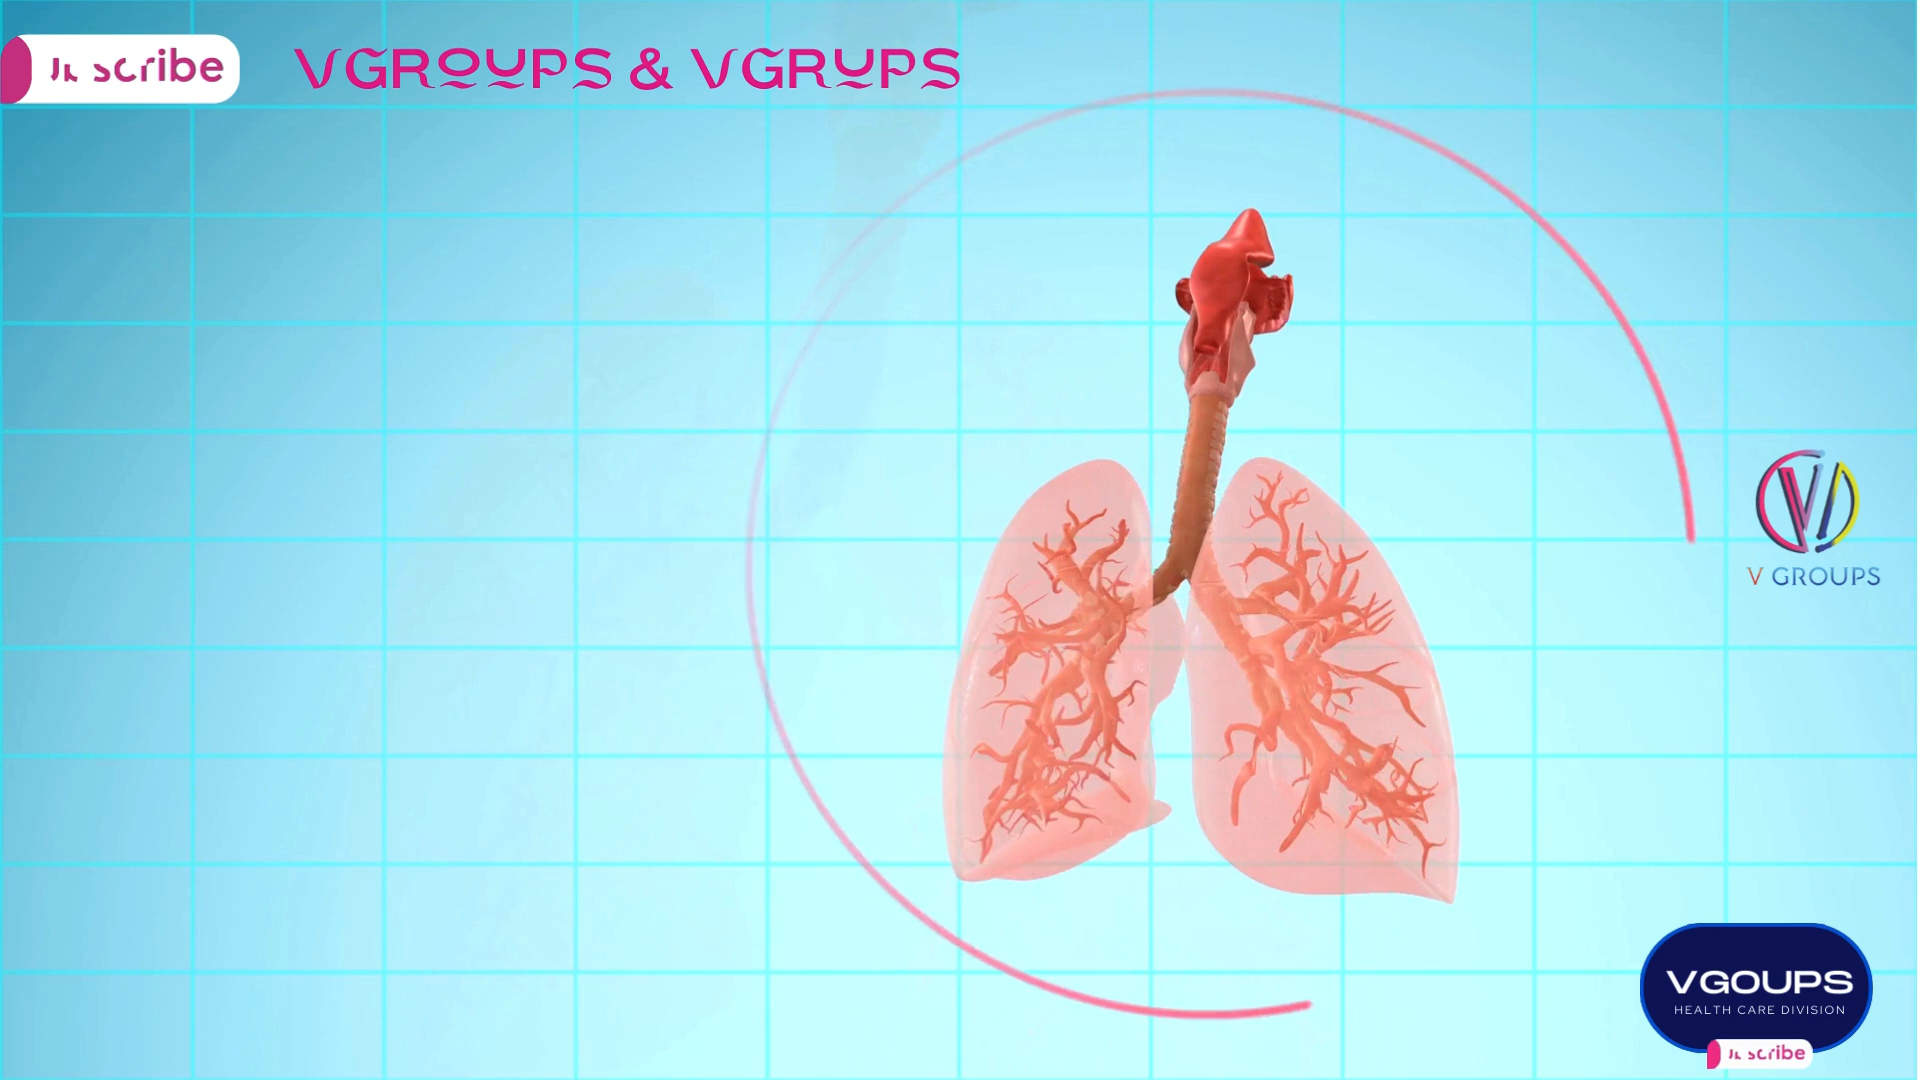 scribe
VGROUPS & VGRUPS
V GROUPS
VGOUPS
HEALTH CARE DIVISION
scribe